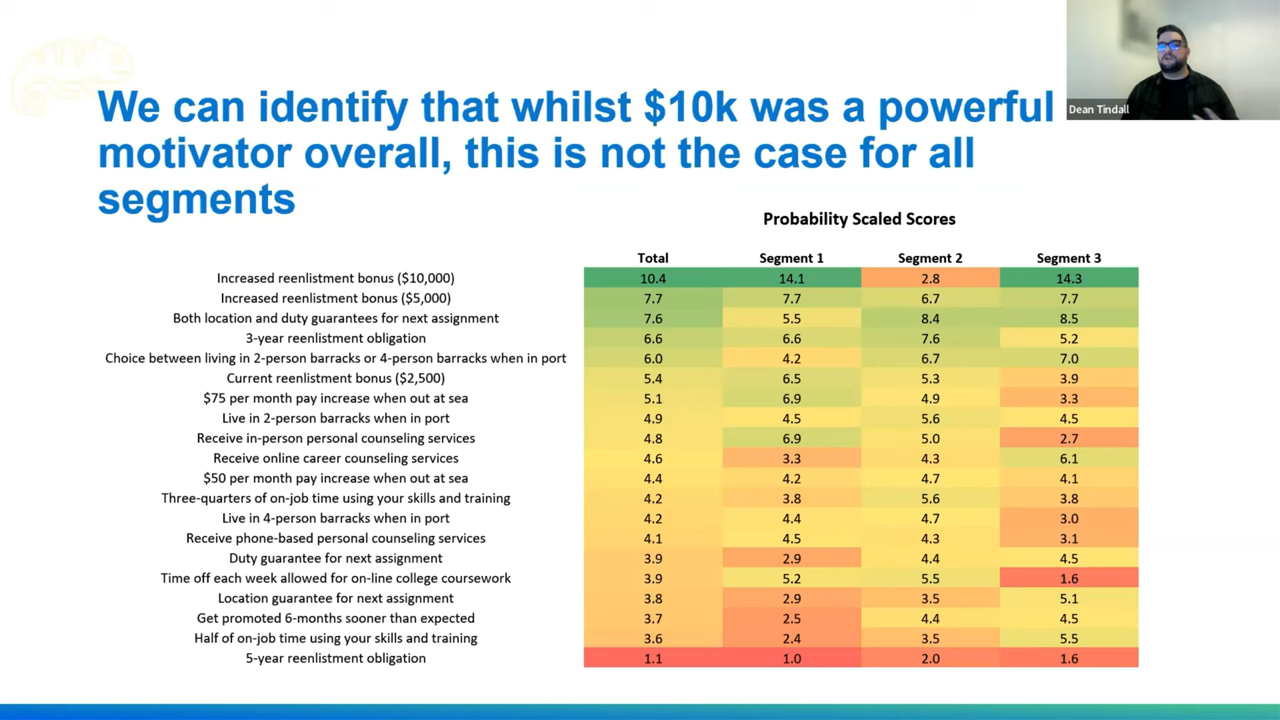 Dean Tindall
We can identify that whilst $10k was a powerful
motivator overall, this is not the case for all
segments
Probability Scaled Scores
Total Segment 1 Segment 2 Segment 3
Increased reenlistment bonus ($10,000) 10.4 14.1 2.8 14.3
Increased reenlistment bonus ($5,000) 7.7 7.7 6.7 7.7
Both location and duty guarantees for next assignment 7.6 5.5 8.4 8.5
3-year reenlistment obligation 6.6 6.6 7.6 5.2
Choice between living in 2-person barracks or 4-person barracks when in port 6.0 4.2 6.7 7.0
Current reenlistment bonus ($2,500) 5.4 6.5 5.3 3.9
$75 per month pay increase when out at sea 5.1 6.9 4.9 3.3
Live in 2-person barracks when in port 4.9 4.5 5.6 4.5
Receive in-person personal counseling services 4.8 6.9 5.0 2.7
Receive online career counseling services 4.6 3.3 4.3 6.1
$50 per month pay increase when out at sea 4.4 4.2 4.7 4.1
Three-quarters of on-job time using your skills and training 4.2 3.8 5.6 3.8
Live in 4-person barracks when in port 4.2 4.4 4.7 3.0
Receive phone-based personal counseling services 4.1 4.5 4.3 3.1
Duty guarantee for next assignment 3.9 2.9 4.4 4.5
Time off each week allowed for on-line college coursework 3.9 5.2 5.5 1.6
Location guarantee for next assignment 3.8 2.9 3.5 5.1
Get promoted 6-months sooner than expected 3.7 2.5 4.4 4.5
Half of on-job time using your skills and training 3.6 2.4 3.5 5.5
5-year reenlistment obligation 1.1 1.0 2.0 1.6